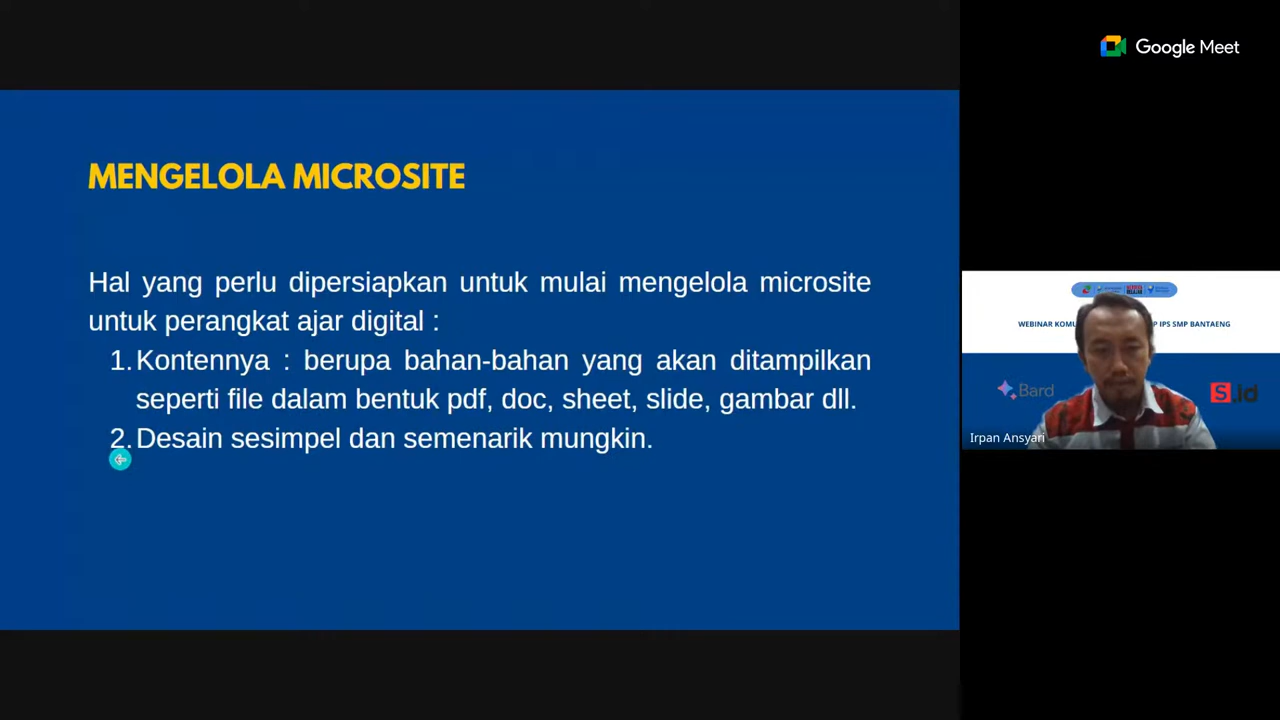 Google Meet
MENGELOLA MICROSITE
Hal yang perlu dipersiapkan untuk mulai mengelola microsite
untuk perangkat ajar digital :
1. Kontennya : berupa bahan-bahan yang akan ditampilkan
seperti file dalam bentuk pdf, doc, sheet, slide, gambar dll.
2. Desain sesimpel dan semenarik mungkin.
WEBINAR KOMU P IPS SMP BANTAENG
Bard
S.id
Irpan Ansyari